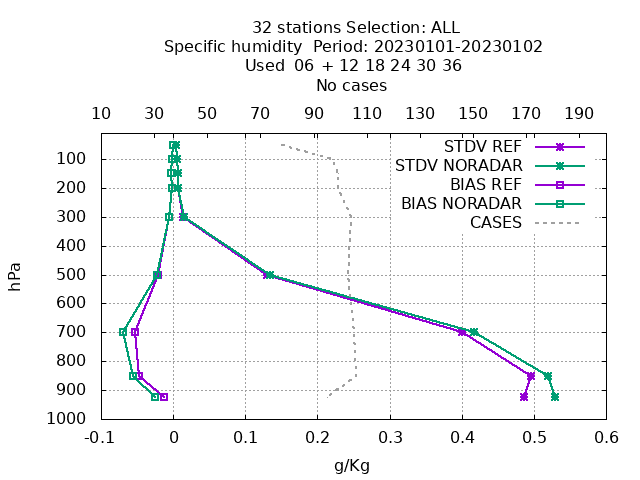 32 stations Selection: ALL
Specific humidity  Period: 20230101-20230102
Used  06 + 12 18 24 30 36
No cases
10 30 50 70 90 110 130 150 170 190
STDV REF
STDV NORADAR
BIAS REF
BIAS NORADAR
CASES
100
200
300
400
500
600
700
800
900
1000
hPa
-0.1 0 0.1 0.2 0.3 0.4 0.5 0.6
g/Kg